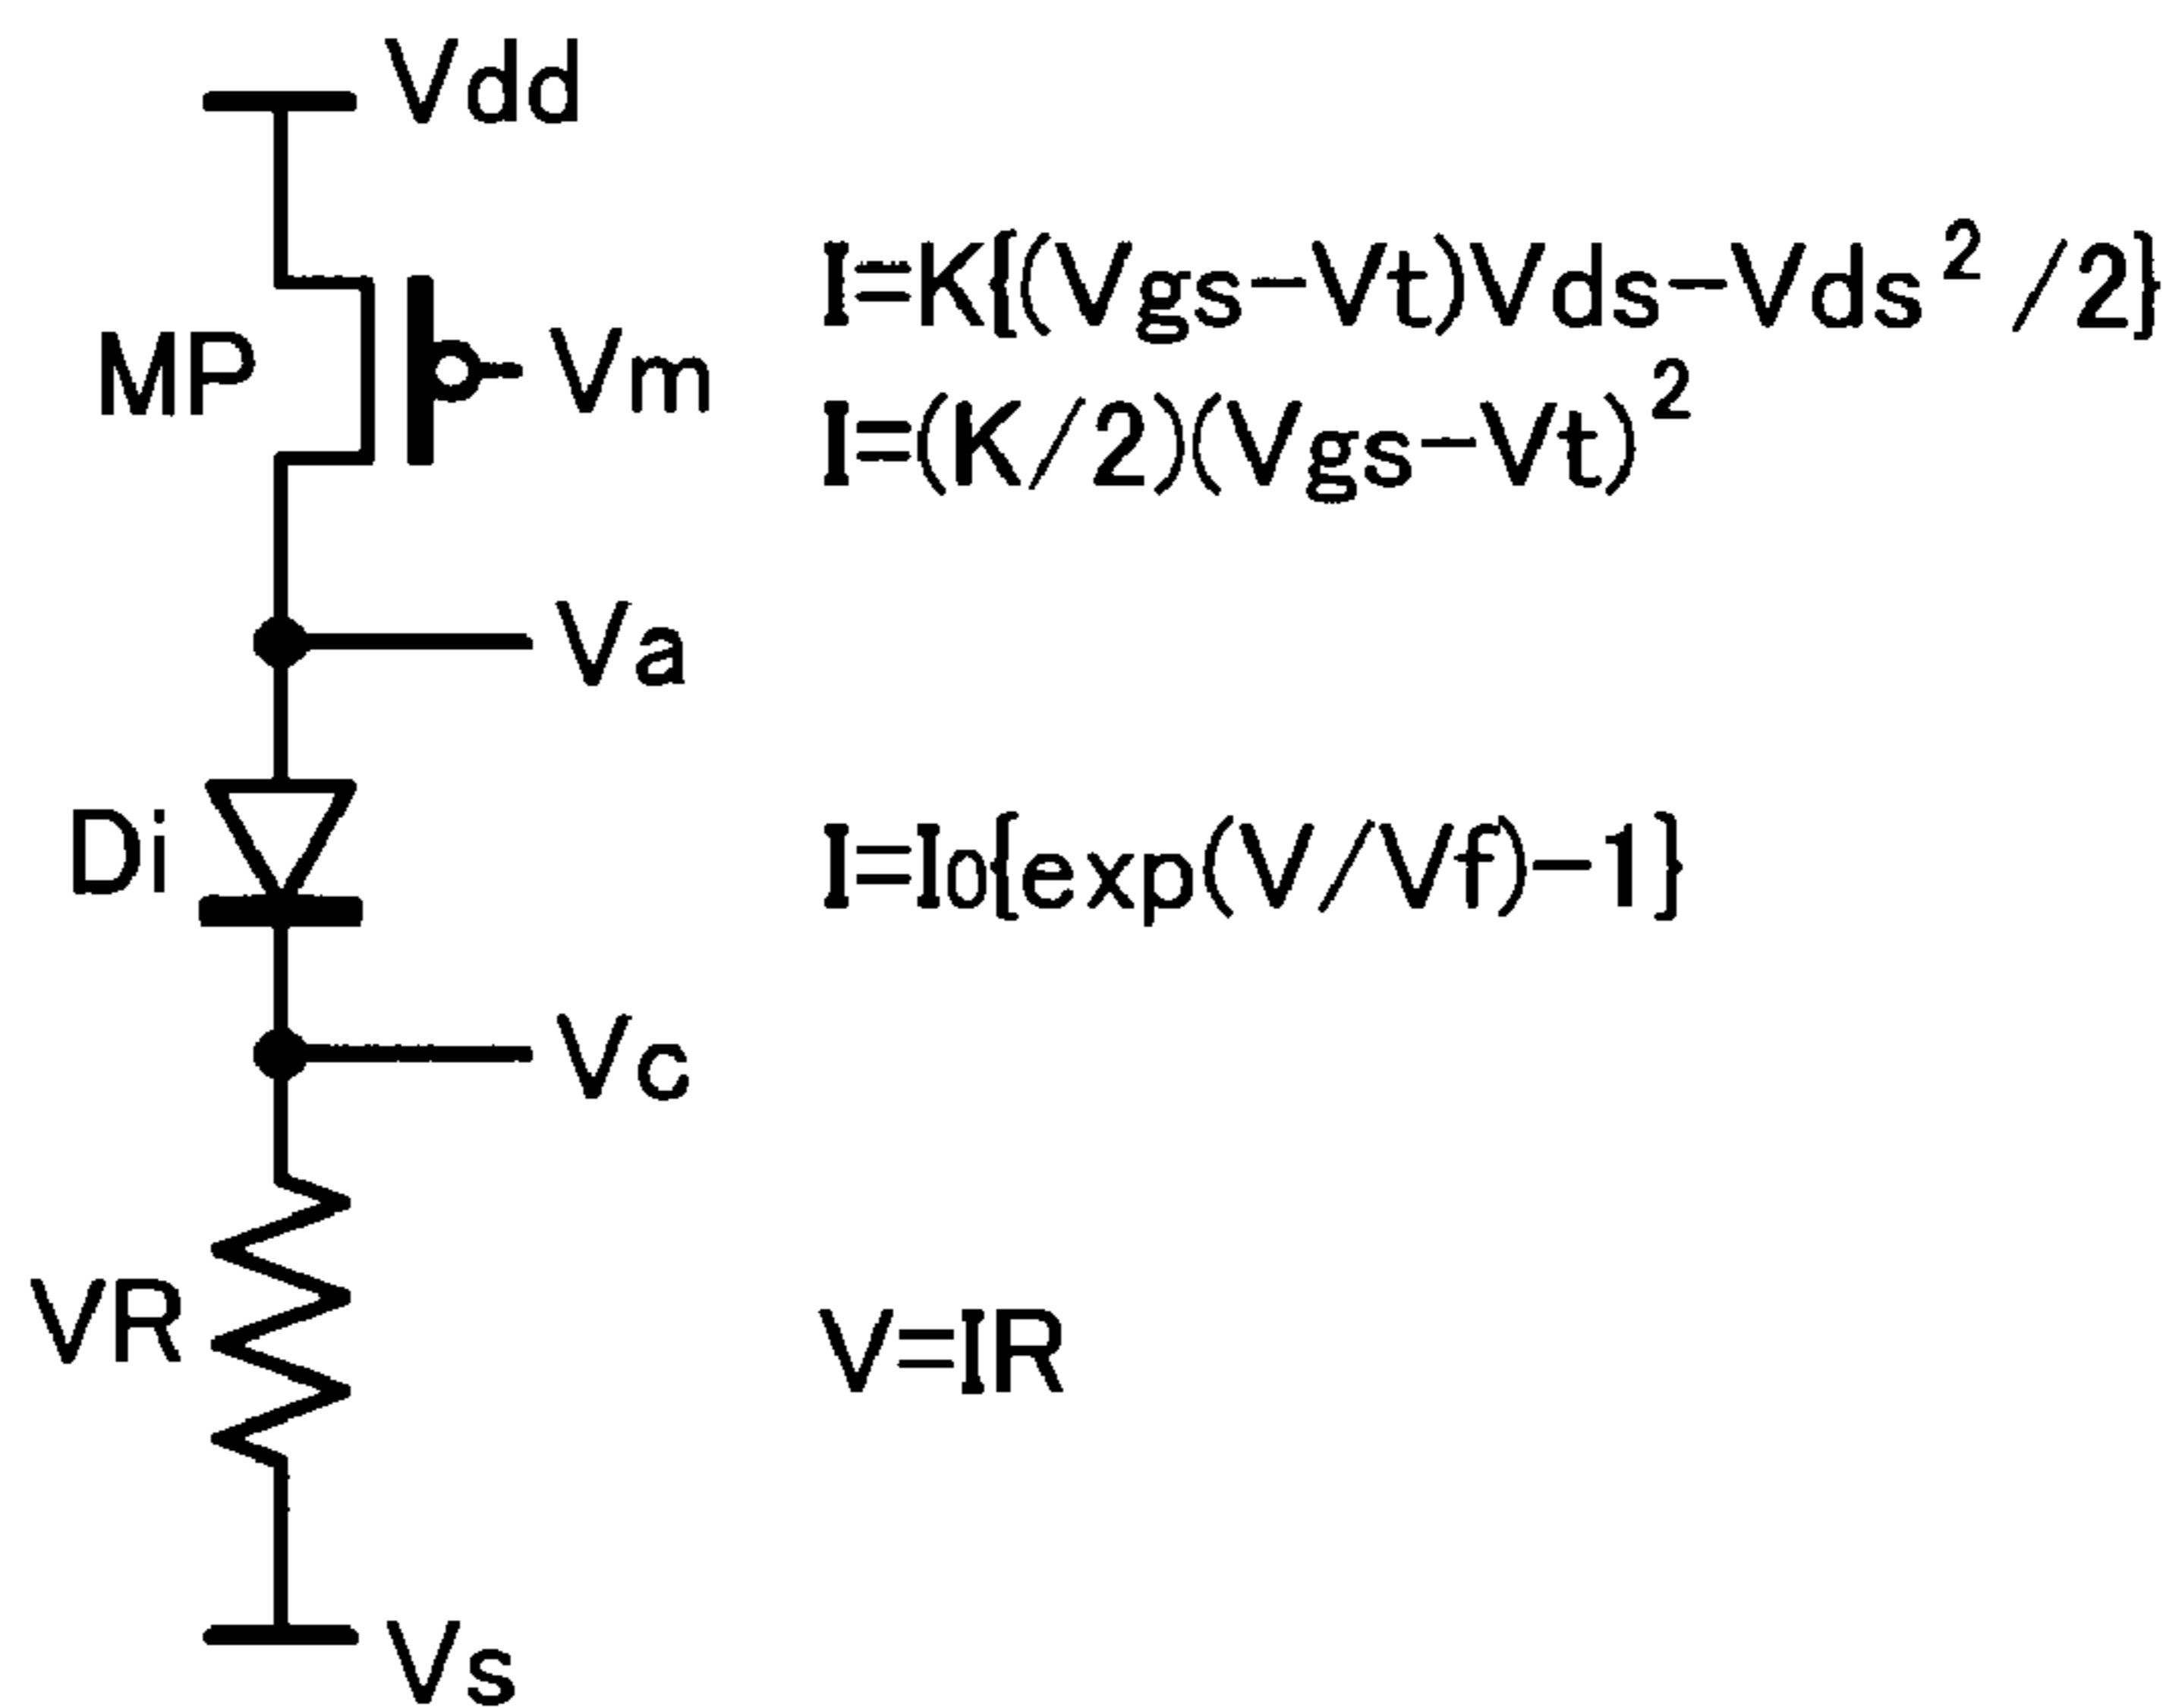 Vdd
I=K{(Vgs-Vt)Vds-Vds²/2}
MP
Vm
I=(K/2)(Vgs-Vt)²
Va
Di
I=I0{exp(V/Vf)-1}
Vc
VR
V=IR
Vs